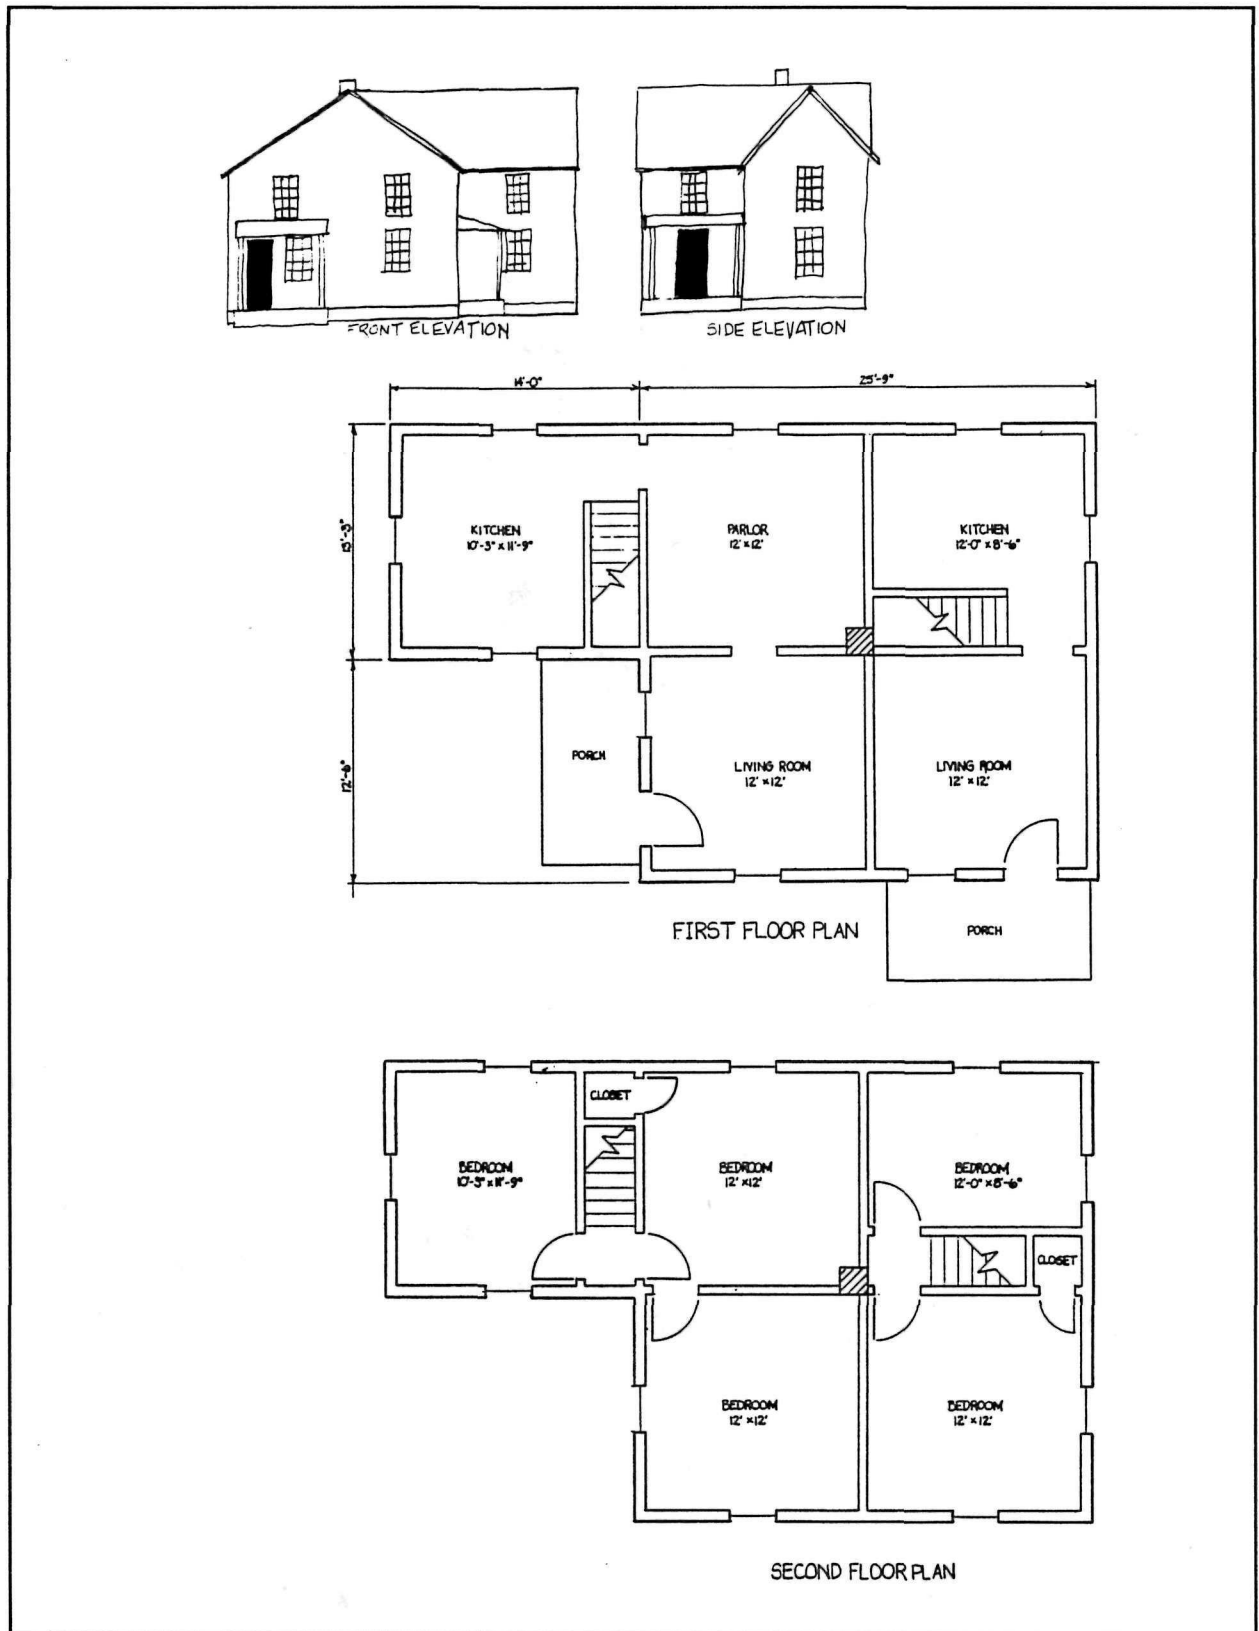 FRONT ELEVATION
SIDE ELEVATION
14'-0"
25'-9"
13'-3"
12'-6"
KITCHEN
10'-3" x 11'-9"
PARLOR
12' x 12'
KITCHEN
12'-0" x 8'-6"
PORCH
LIVING ROOM
12' x 12'
LIVING ROOM
12' x 12'
FIRST FLOOR PLAN
PORCH
CLOSET
BEDROOM
10'-3" x 11'-9"
BEDROOM
12' x 12'
BEDROOM
12'-0" x 8'-6"
CLOSET
BEDROOM
12' x 12'
BEDROOM
12' x 12'
SECOND FLOOR PLAN